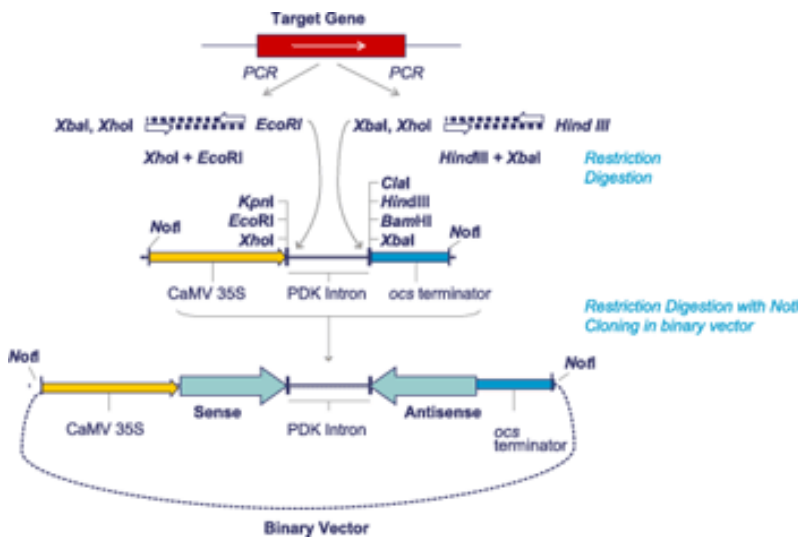 Target Gene
PCR PCR
XbaI, XhoI EcoRI XbaI, XhoI Hind III
XhoI + EcoRI HindIII + XbaI Restriction
Digestion
ClaI
KpnI HindIII
EcoRI BamHI
NotI XhoI XbaI NotI
CaMV 35S PDK Intron ocs terminator
Restriction Digestion with NotI
Cloning in binary vector
NotI NotI
Sense Antisense
CaMV 35S PDK Intron ocs
terminator
Binary Vector